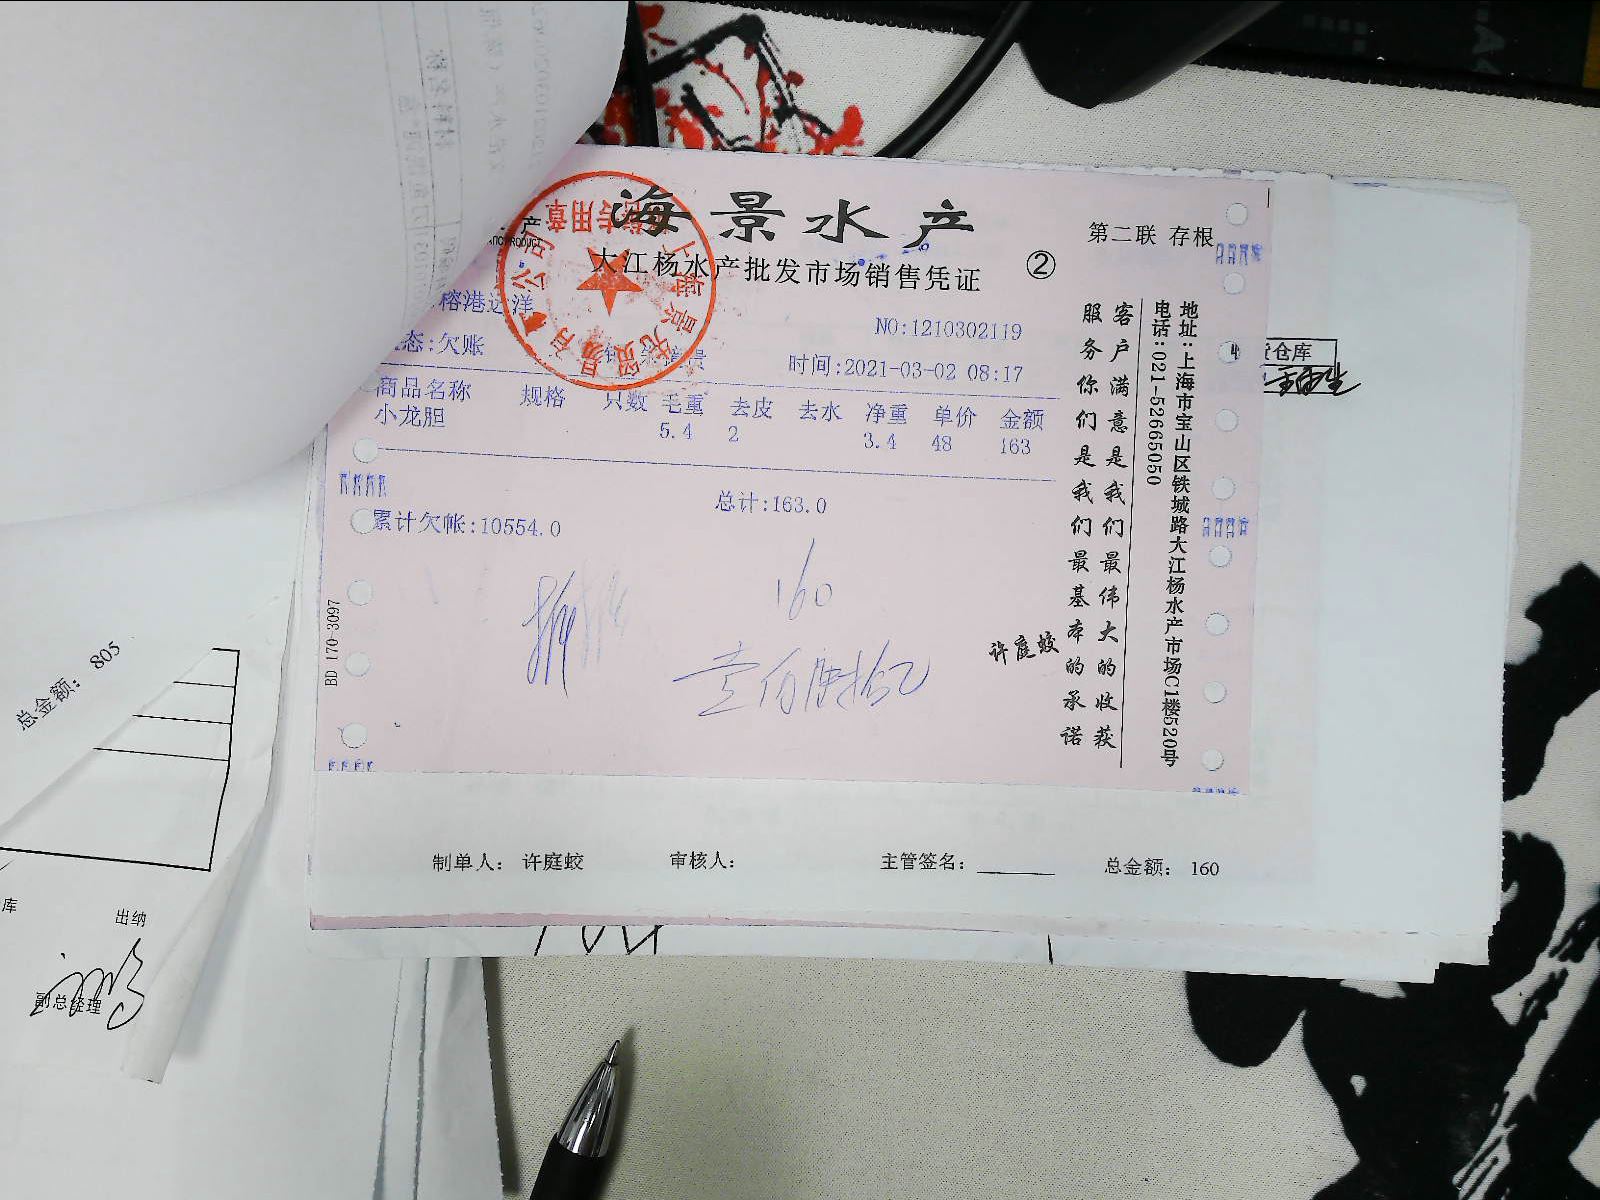 海景水产
第二联 存根
大江杨水产批发市场销售凭证 ②
榕港远洋
NO:1210302119
态:欠账
时间:2021-03-02 08:17
商品名称 规格 只数 毛重 去皮 去水 净重 单价 金额
小龙胆 5.4 2 3.4 48 163
总计:163.0
累计欠帐:10554.0
160
壹佰陆拾
许庭蛟
客户满意是我们最伟大的收获
服务你们是我们最基本的承诺
地址:上海市宝山区铁城路大江杨水产市场C1楼520号
电话:021-52665050
BD 170-3097
制单人: 许庭蛟 审核人: 主管签名: 总金额: 160
仓库
总金额: 805
库 出纳
副总经理